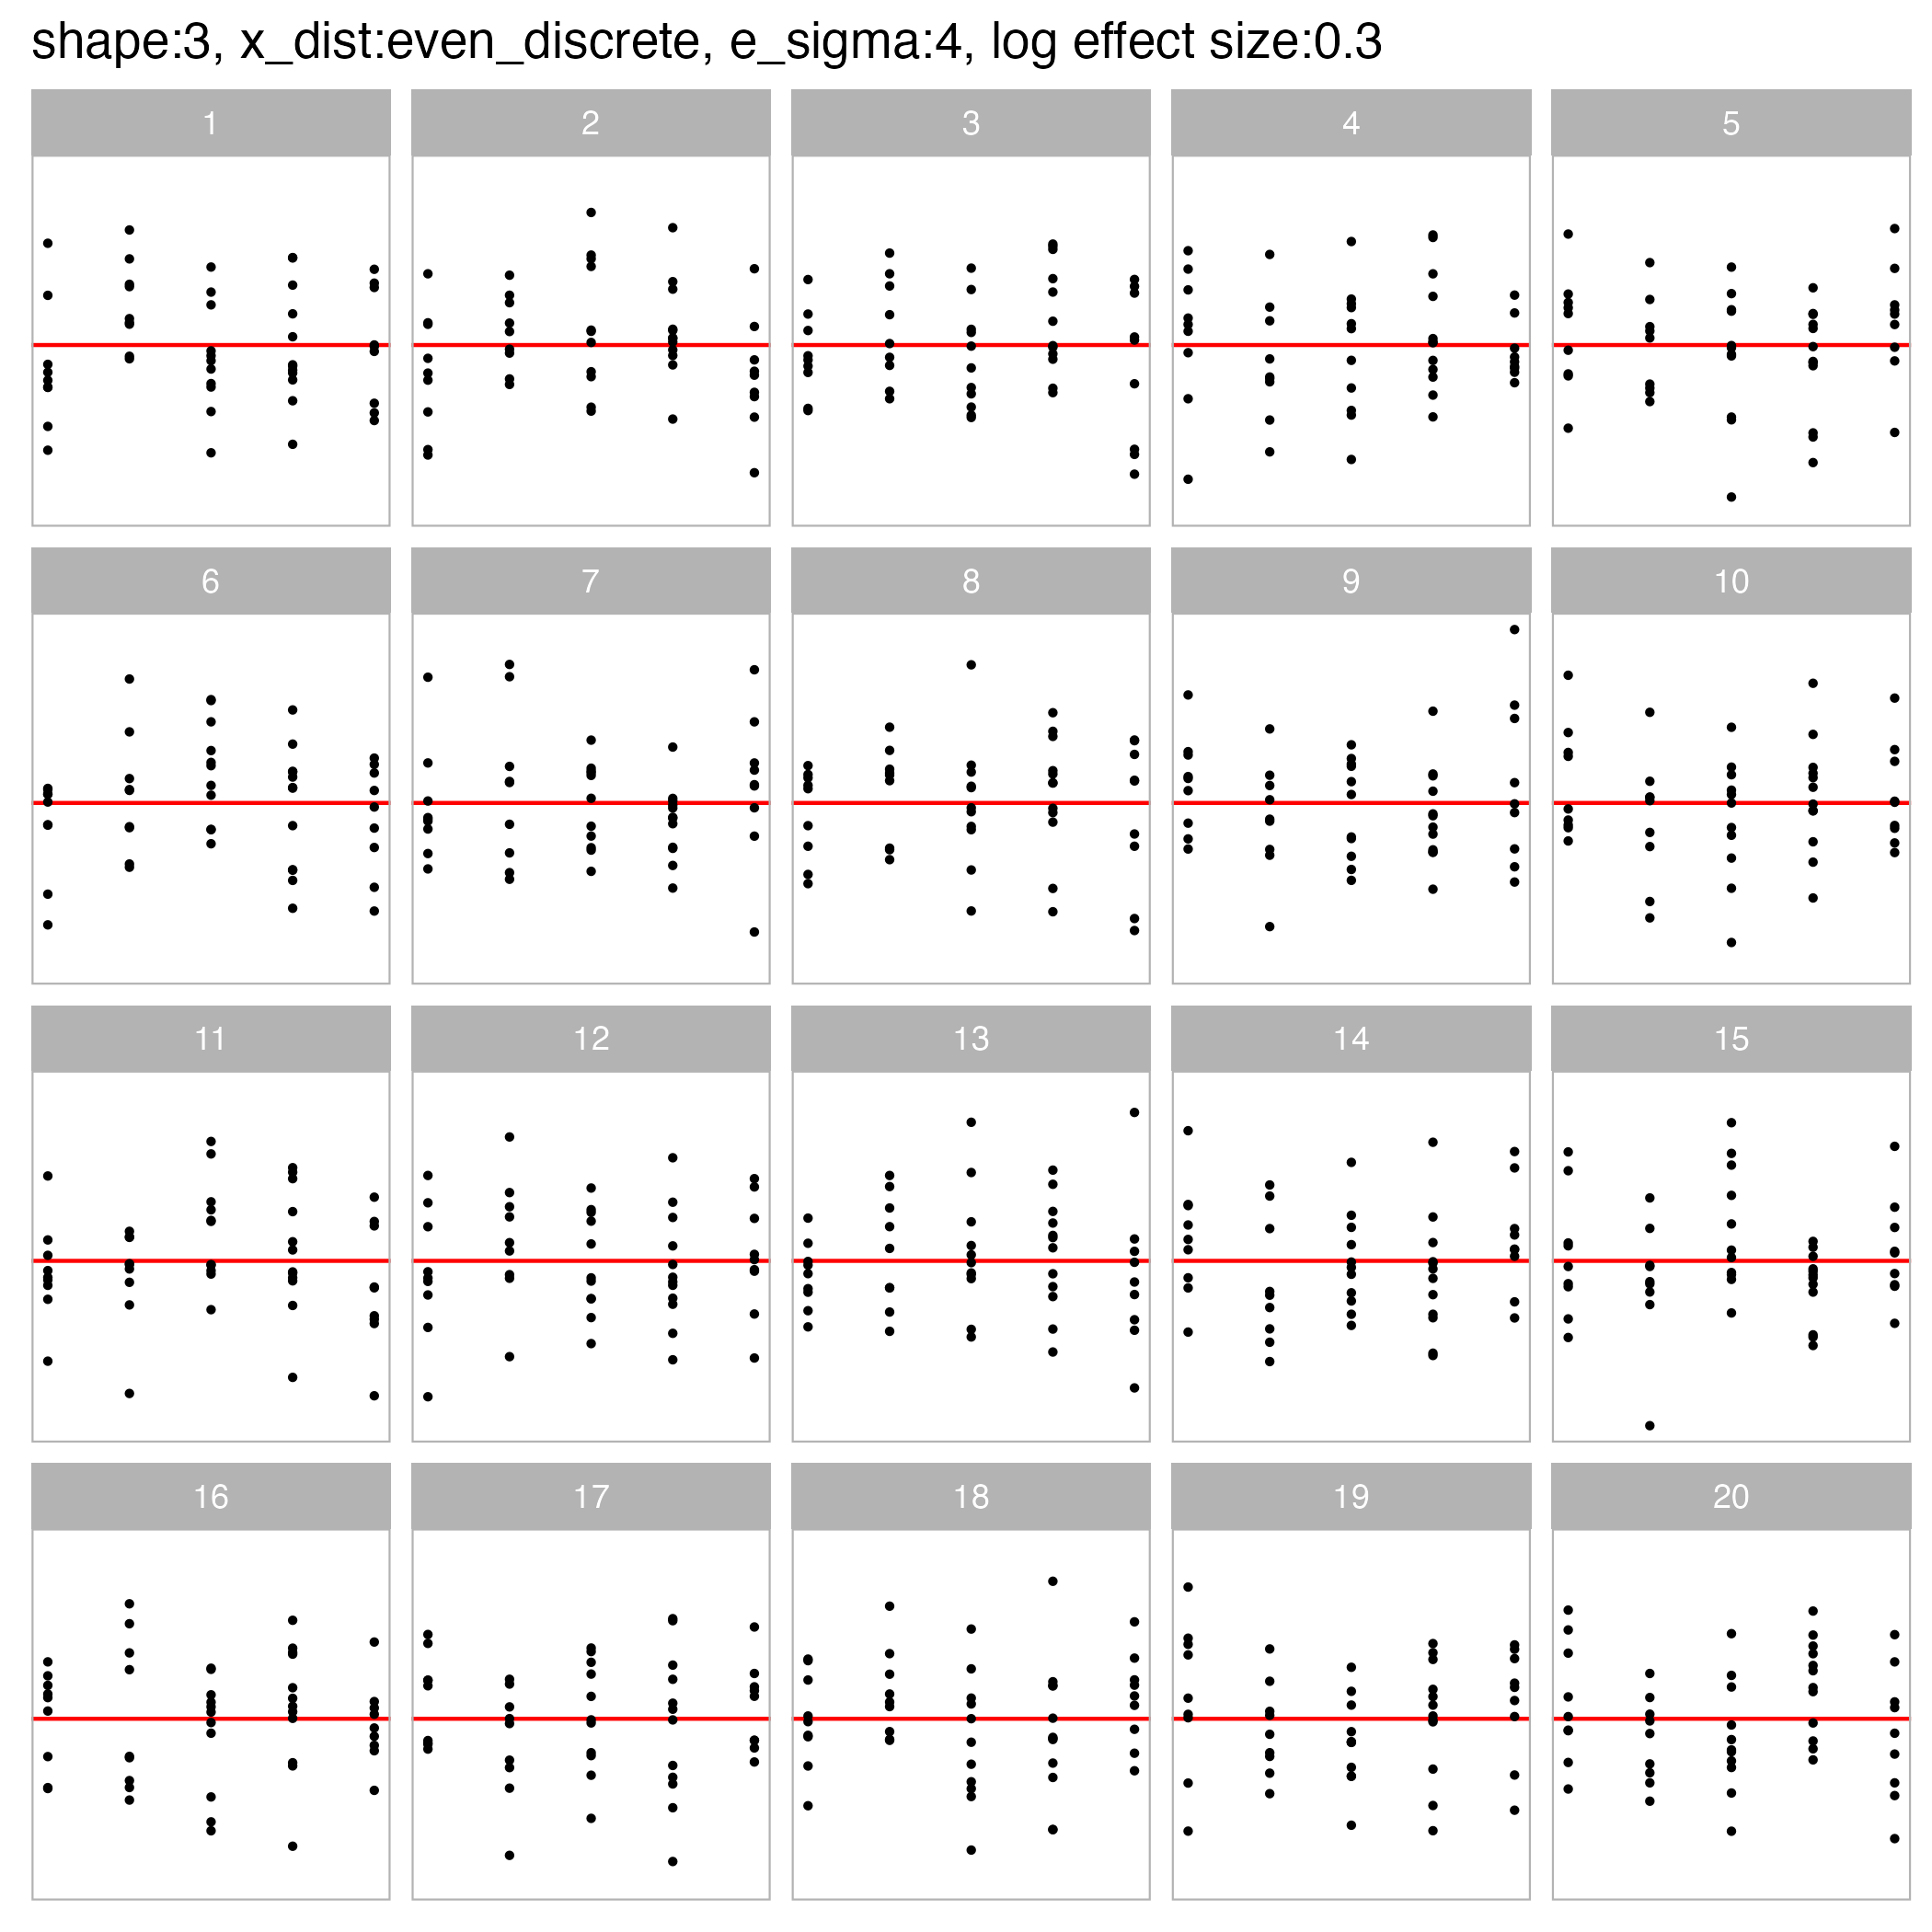 shape:3, x_dist:even_discrete, e_sigma:4, log effect size:0.3
1 2 3 4 5
6 7 8 9 10
11 12 13 14 15
16 17 18 19 20